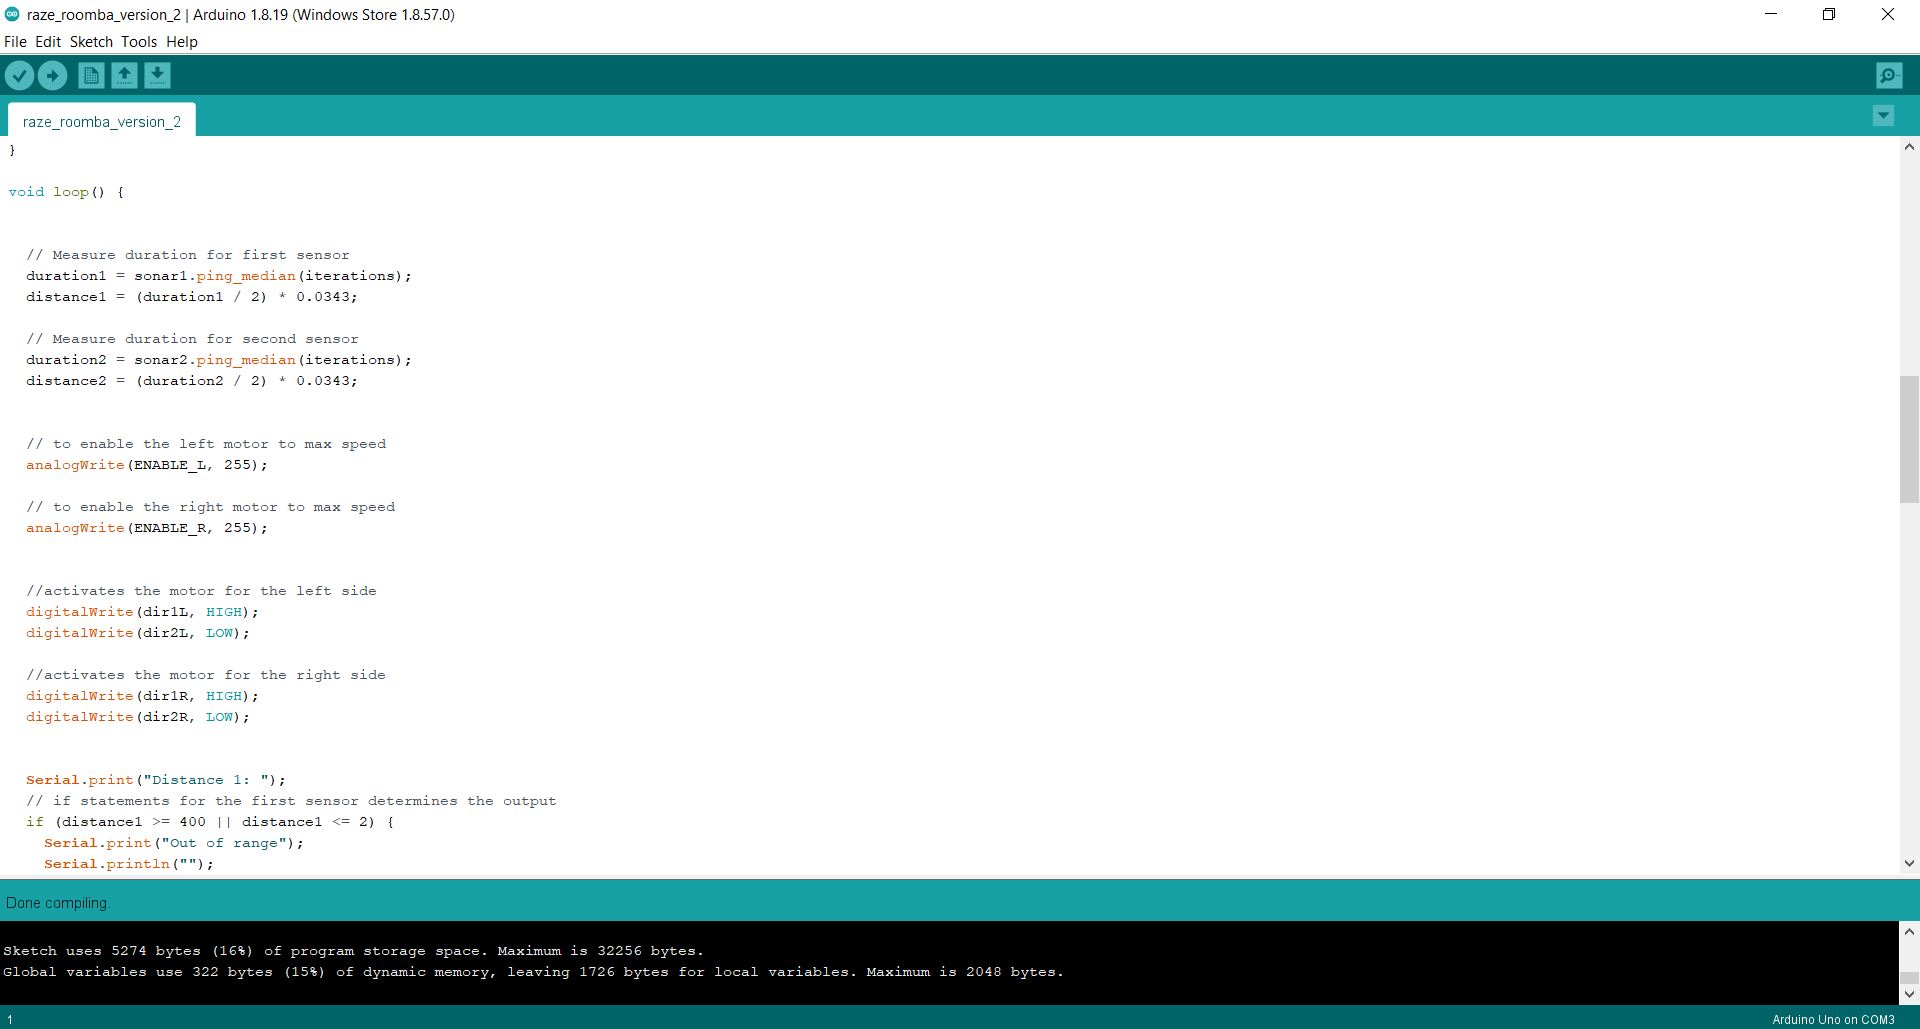 raze_roomba_version_2 | Arduino 1.8.19 (Windows Store 1.8.57.0)
File Edit Sketch Tools Help
raze_roomba_version_2
}
void loop() {
// Measure duration for first sensor
duration1 = sonar1.ping_median(iterations);
distance1 = (duration1 / 2) * 0.0343;
// Measure duration for second sensor
duration2 = sonar2.ping_median(iterations);
distance2 = (duration2 / 2) * 0.0343;
// to enable the left motor to max speed
analogWrite(ENABLE_L, 255);
// to enable the right motor to max speed
analogWrite(ENABLE_R, 255);
//activates the motor for the left side
digitalWrite(dir1L, HIGH);
digitalWrite(dir2L, LOW);
//activates the motor for the right side
digitalWrite(dir1R, HIGH);
digitalWrite(dir2R, LOW);
Serial.print("Distance 1: ");
// if statements for the first sensor determines the output
if (distance1 >= 400 || distance1 <= 2) {
Serial.print("Out of range");
Serial.println("");
Done compiling.
Sketch uses 5274 bytes (16%) of program storage space. Maximum is 32256 bytes.
Global variables use 322 bytes (15%) of dynamic memory, leaving 1726 bytes for local variables. Maximum is 2048 bytes.
1
Arduino Uno on COM3